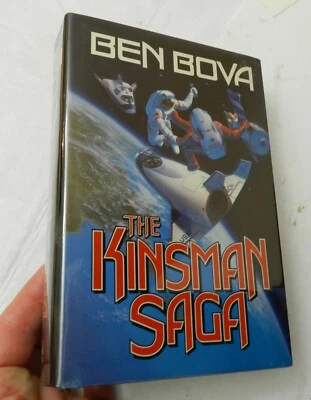 BEN BOVA
THE
KINSMAN
SAGA